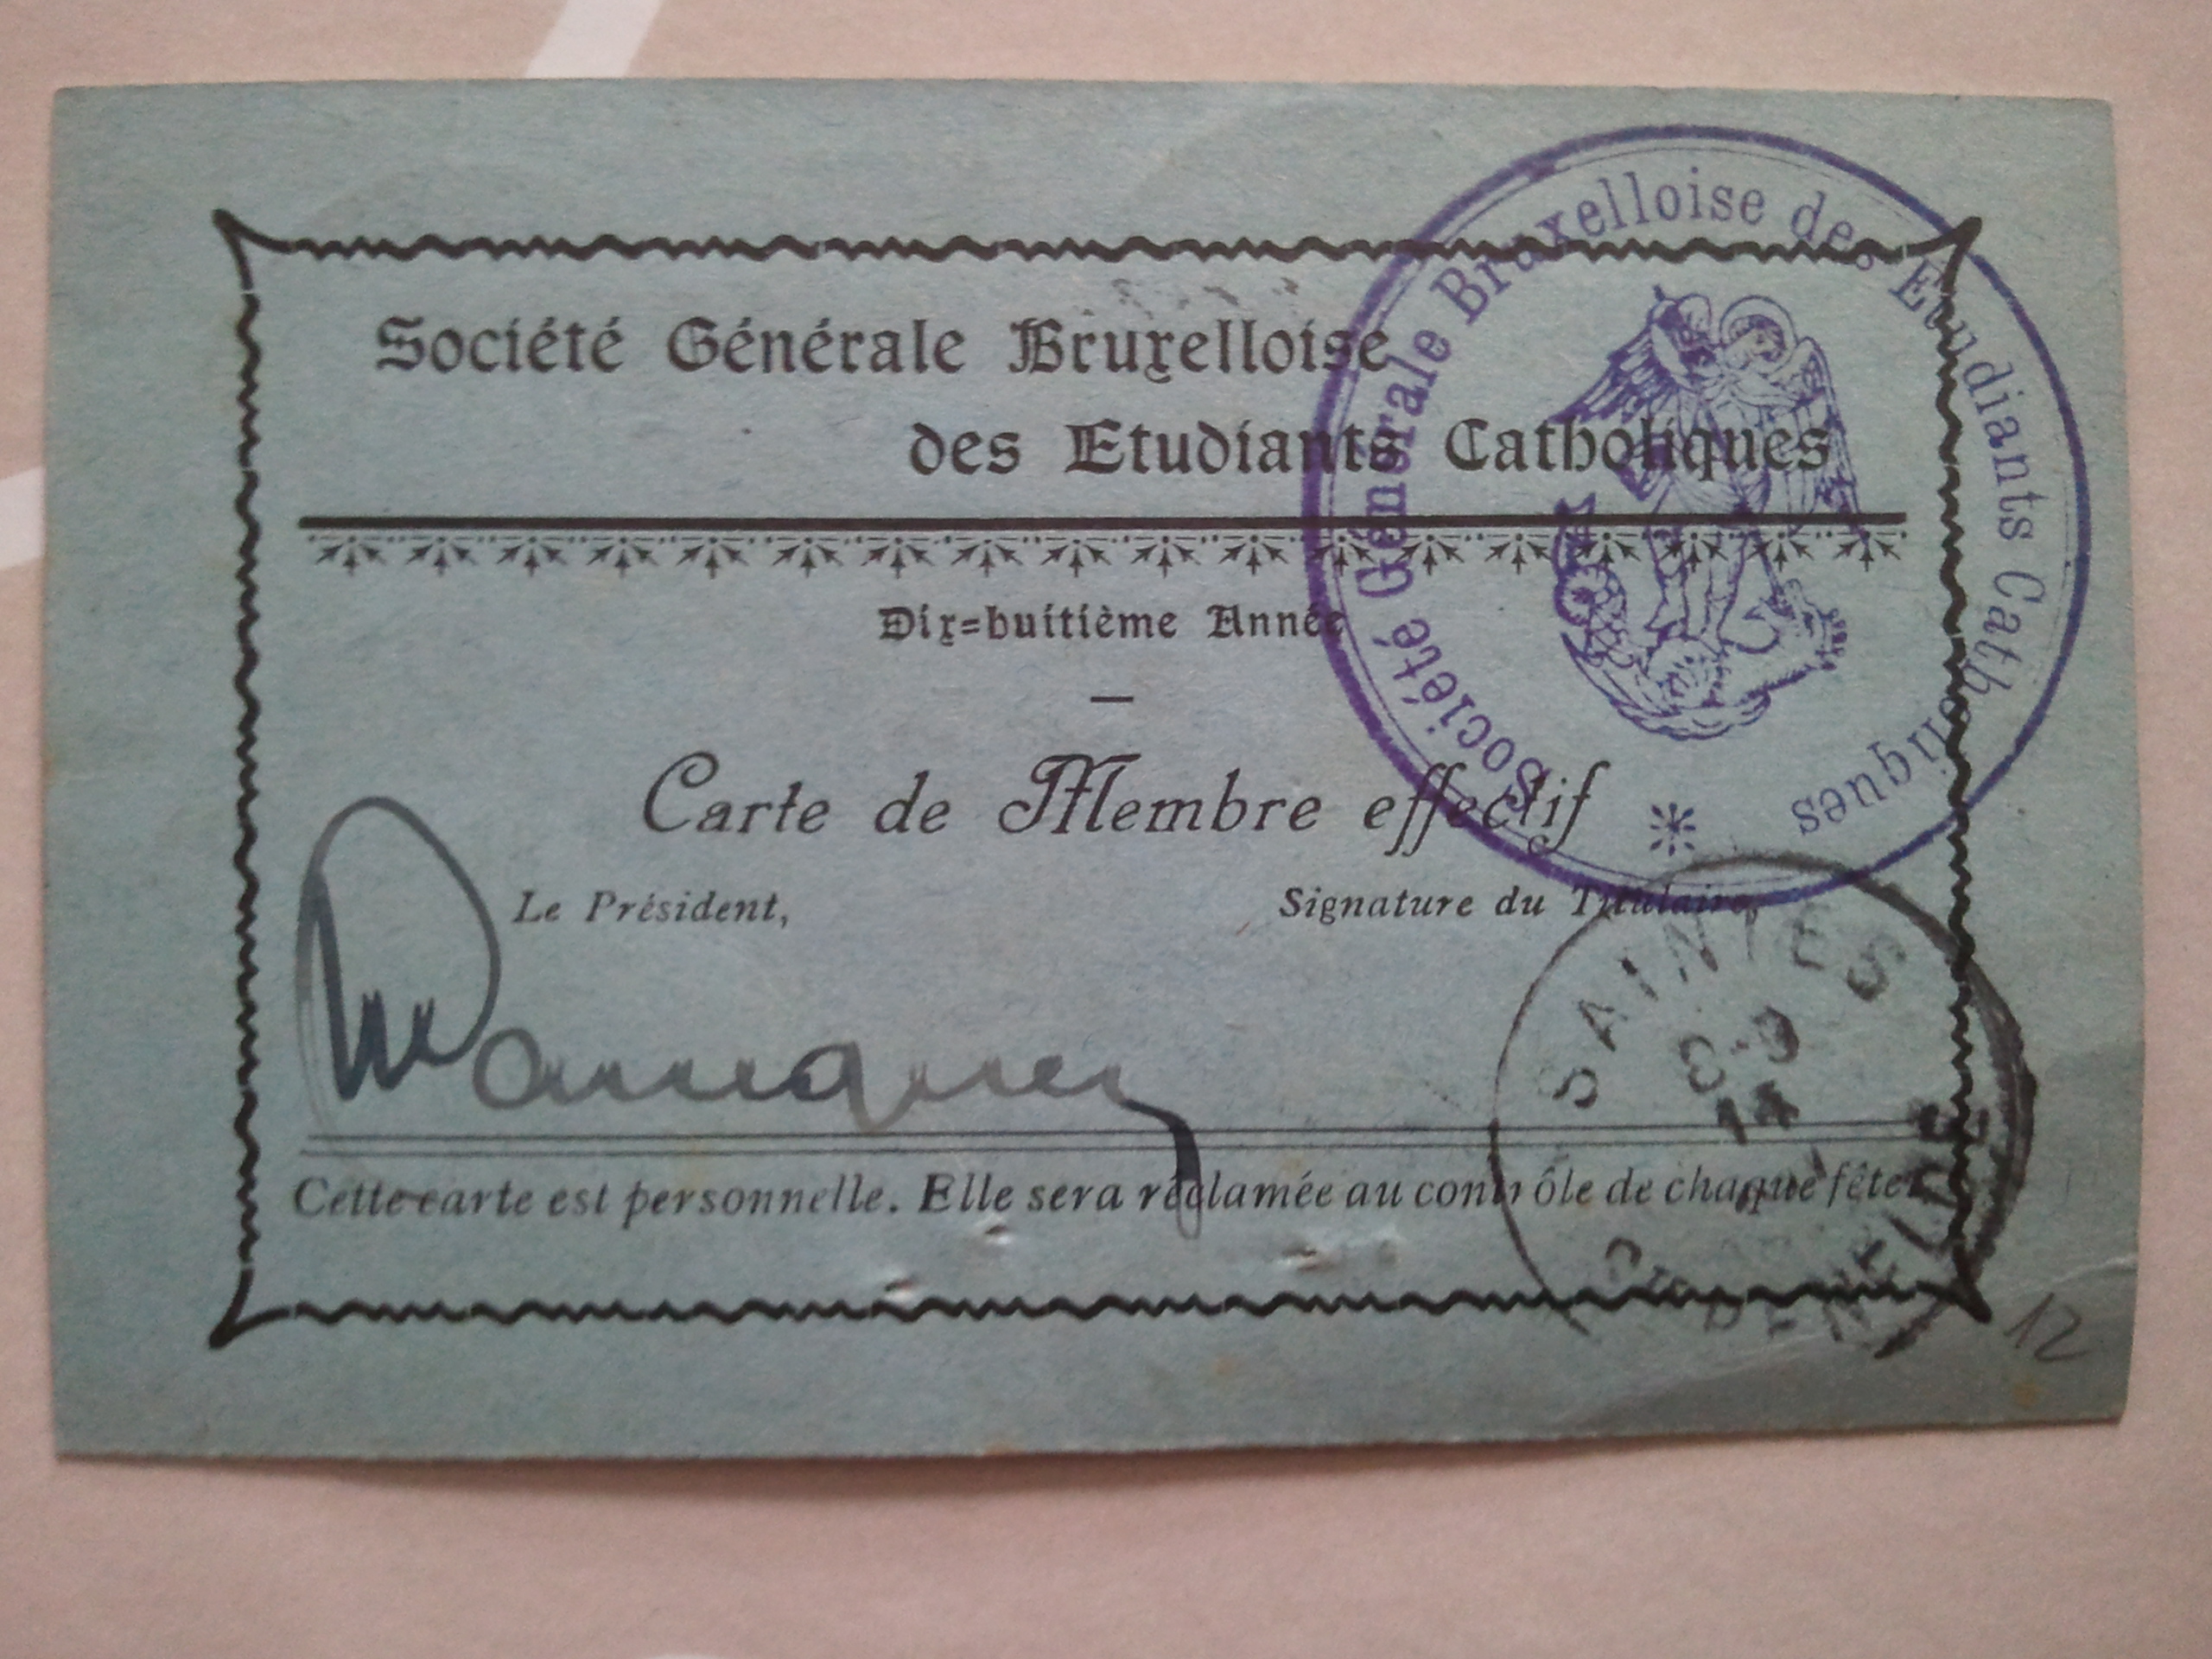 Société Générale Bruxelloise
des Etudiants Catholiques
Dix=huitième Année
Carte de Membre effectif
Le Président,
Signature du Titulaire,
Cette carte est personnelle. Elle sera réclamée au contrôle de chaque fête.
Société Générale Bruxelloise des Etudiants Catholiques
SAINTES
14
12